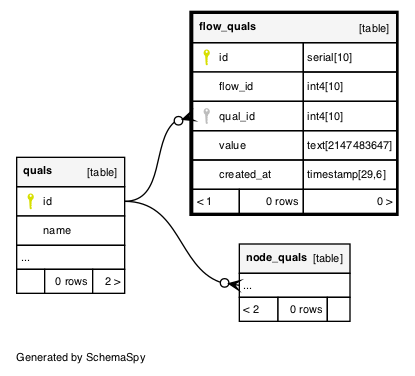 flow_quals [table]
id serial[10]
flow_id int4[10]
qual_id int4[10]
value text[2147483647]
created_at timestamp[29,6]
< 1 0 rows 0 >
quals [table]
id
name
...
0 rows 2 >
node_quals [table]
...
< 2 0 rows
Generated by SchemaSpy